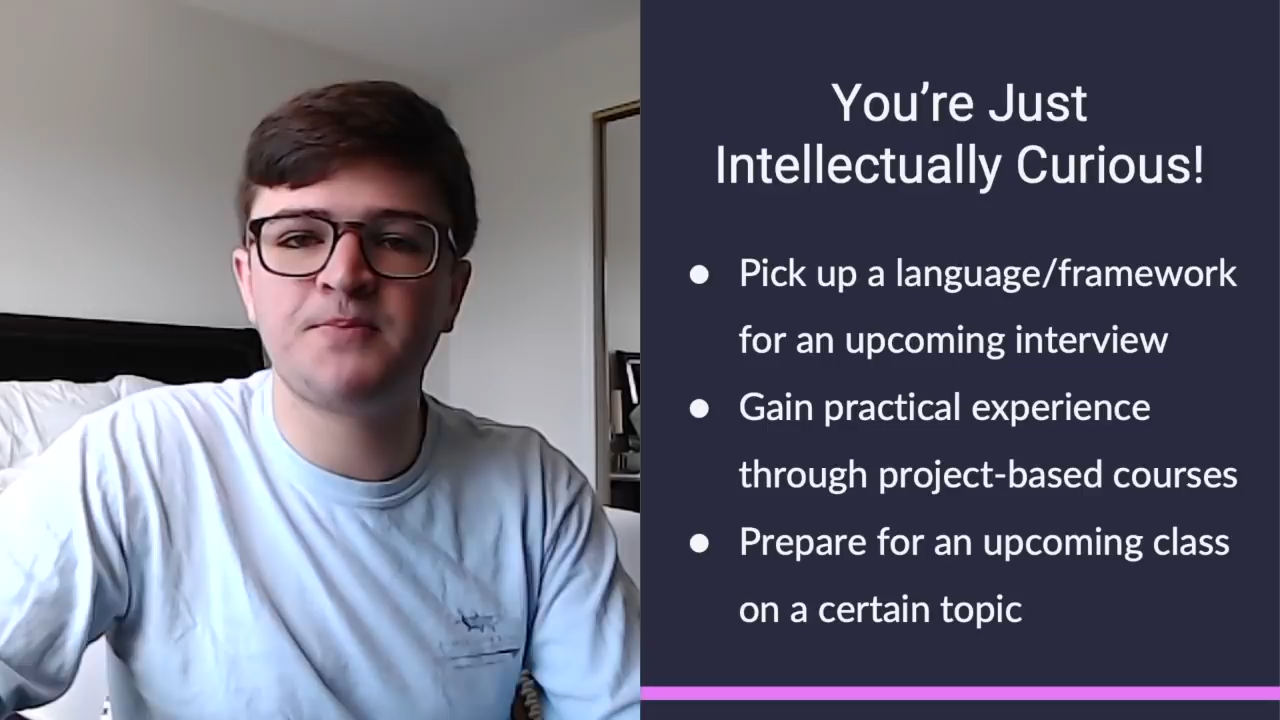 You’re Just
Intellectually Curious!
● Pick up a language/framework
for an upcoming interview
● Gain practical experience
through project-based courses
● Prepare for an upcoming class
on a certain topic